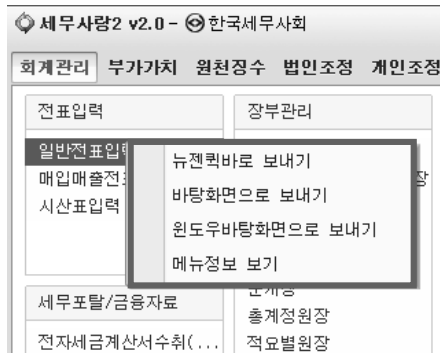 세무사랑2 v2.0 - 한국세무사회
회계관리 부가가치 원천징수 법인조정 개인조정
전표입력
장부관리
일반전표입력
매입매출전
시산표입력
장
뉴젠퀵바로 보내기
바탕화면으로 보내기
윈도우바탕화면으로 보내기
메뉴정보 보기
세무포탈/금융자료
전자세금계산서수취(...
총계정원장
적요별원장